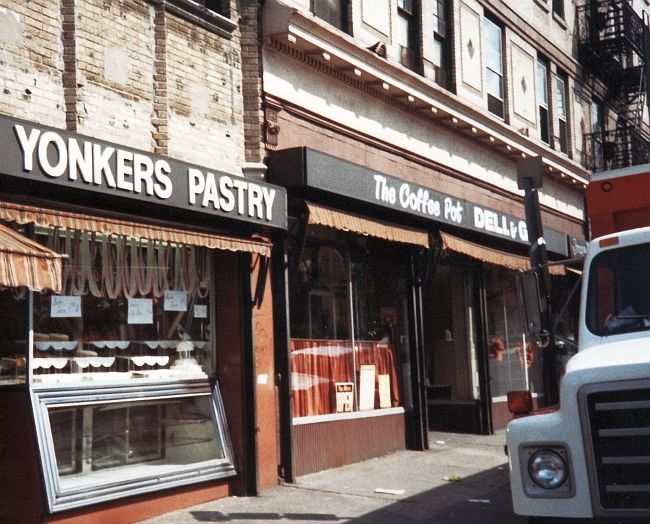 YONKERS PASTRY
The Coffee Pot DELI & G